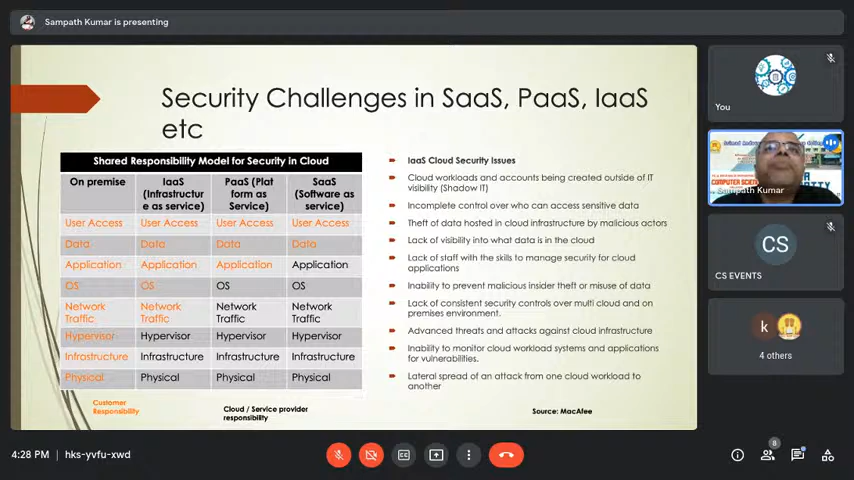 Sampath Kumar is presenting
Security Challenges in SaaS, PaaS, IaaS
etc
Shared Responsibility Model for Security in Cloud
On premise
IaaS
(Infrastructur
e as service)
PaaS (Plat
form as
Service)
SaaS
(Software as
service)
User Access User Access User Access User Access
Data Data Data Data
Application Application Application Application
OS OS OS OS
Network
Traffic
Network
Traffic
Network
Traffic
Network
Traffic
Hypervisor Hypervisor Hypervisor Hypervisor
Infrastructure Infrastructure Infrastructure Infrastructure
Physical Physical Physical Physical
Customer
Responsibility
Cloud / Service provider
responsibility
IaaS Cloud Security Issues
Cloud workloads and accounts being created outside of IT
visibility (Shadow IT)
Incomplete control over who can access sensitive data
Theft of data hosted in cloud infrastructure by malicious actors
Lack of visibility into what data is in the cloud
Lack of staff with the skills to manage security for cloud
applications
Inability to prevent malicious insider theft or misuse of data
Lack of consistent security controls over multi cloud and on
premises environment.
Advanced threats and attacks against cloud infrastructure
Inability to monitor cloud workload systems and applications
for vulnerabilities.
Lateral spread of an attack from one cloud workload to
another
Source: MacAfee
You
COMPUTER SCIEN
Sampath Kumar
CS
CS EVENTS
k
4 others
4:28 PM | hks-yvfu-xwd
8